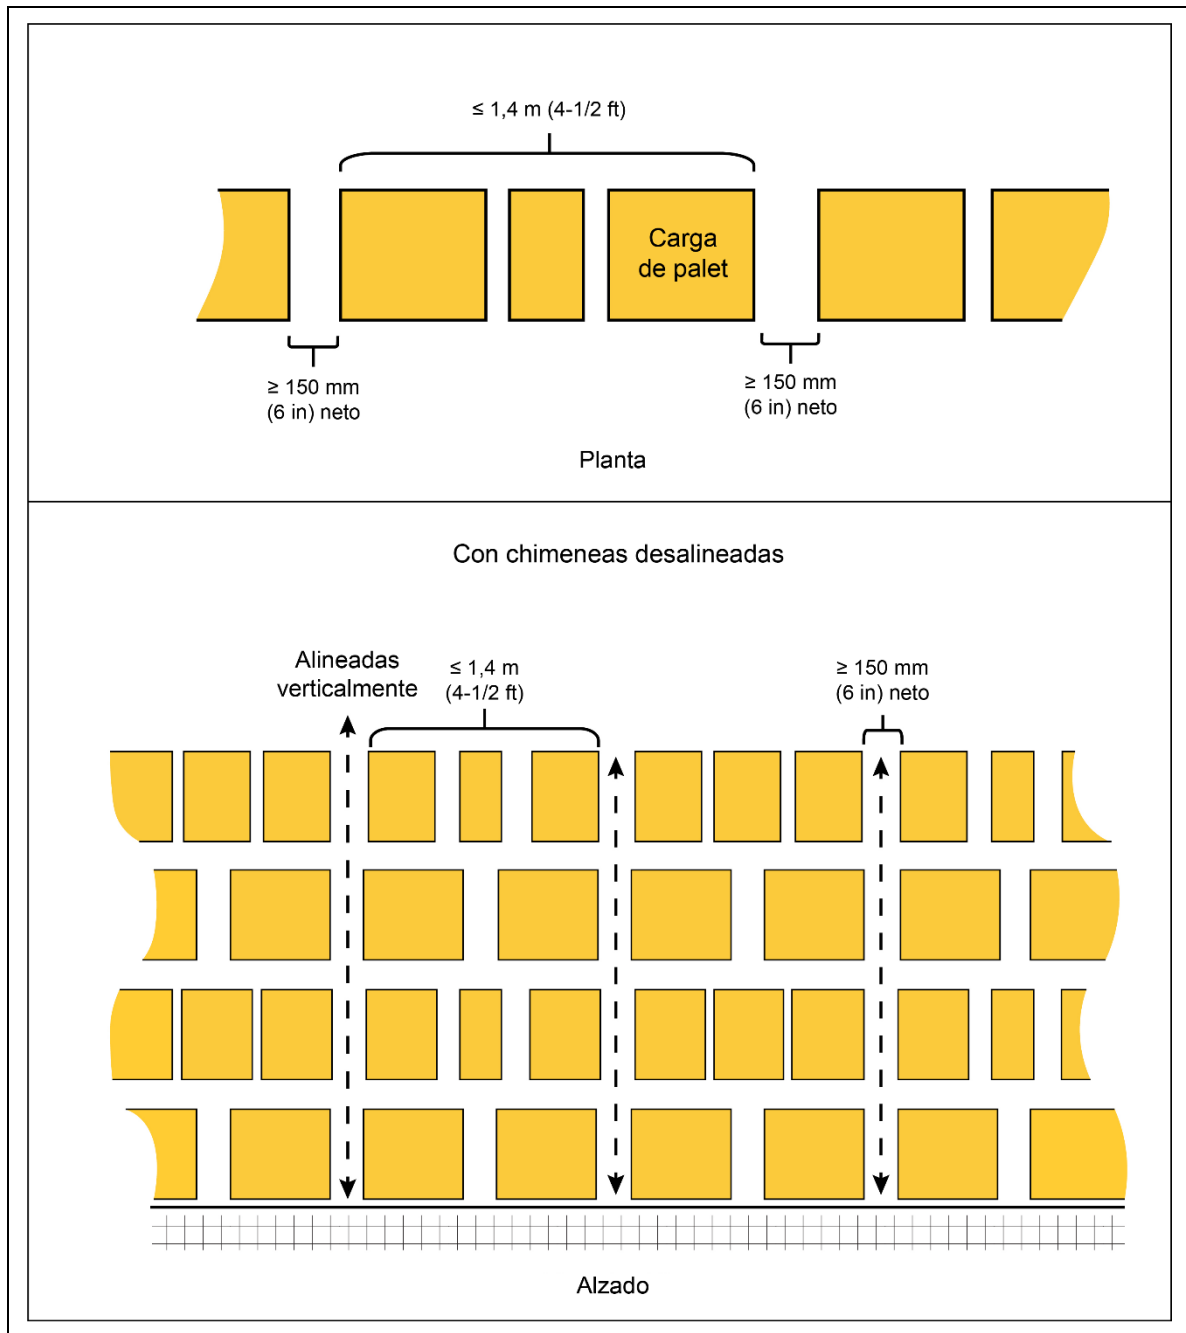 ≤ 1,4 m (4-1/2 ft)
Carga
de palet
≥ 150 mm
(6 in) neto
≥ 150 mm
(6 in) neto
Planta
Con chimeneas desalineadas
Alineadas
verticalmente
≤ 1,4 m
(4-1/2 ft)
≥ 150 mm
(6 in) neto
Alzado